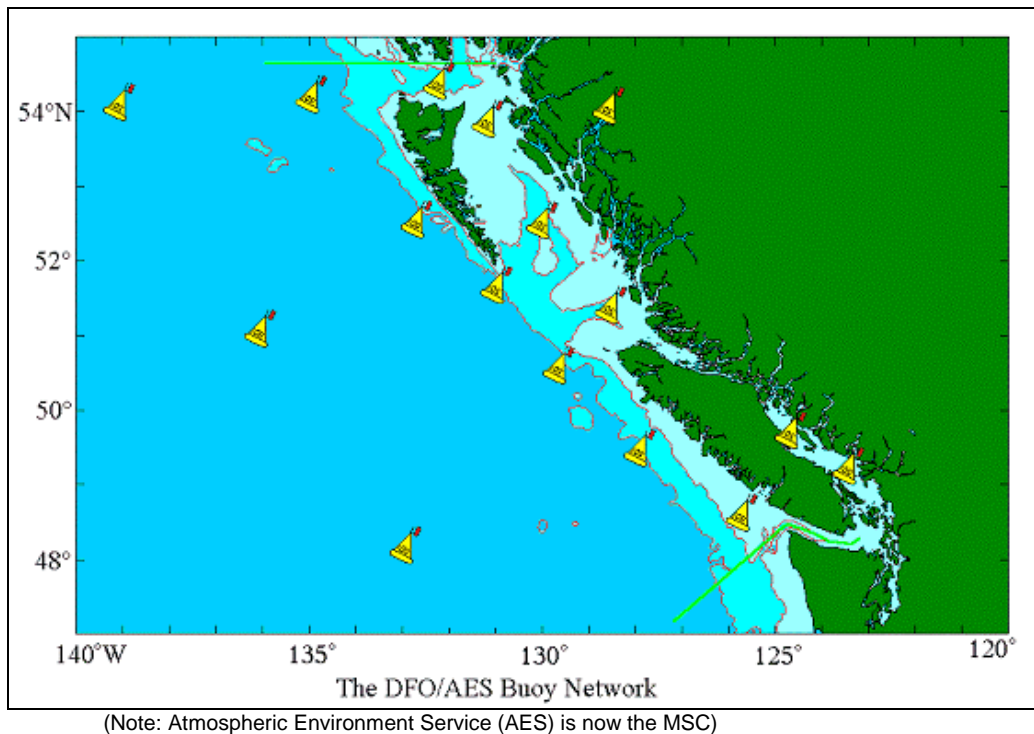 54°N
52°
50°
48°
140°W 135° 130° 125° 120°
The DFO/AES Buoy Network
(Note: Atmospheric Environment Service (AES) is now the MSC)